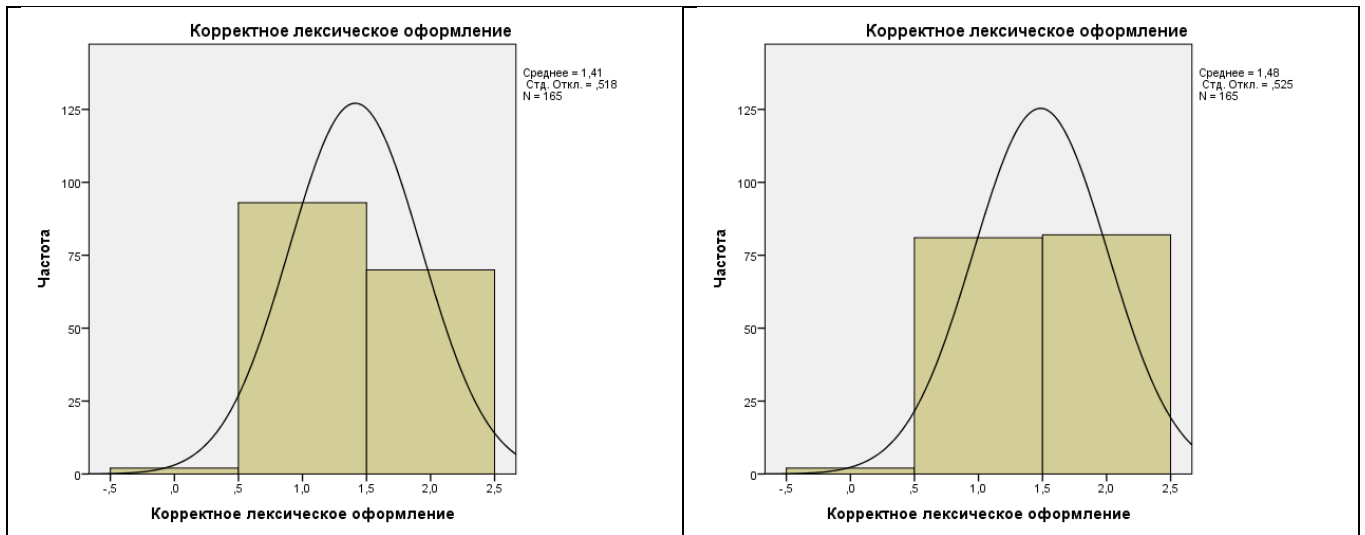 Корректное лексическое оформление
Среднее = 1,41
Стд. Откл. = ,518
N = 165
Частота
125
100
75
50
25
0
-,5 ,0 ,5 1,0 1,5 2,0 2,5
Корректное лексическое оформление
Корректное лексическое оформление
Среднее = 1,48
Стд. Откл. = ,525
N = 165
Частота
125
100
75
50
25
0
-,5 ,0 ,5 1,0 1,5 2,0 2,5
Корректное лексическое оформление